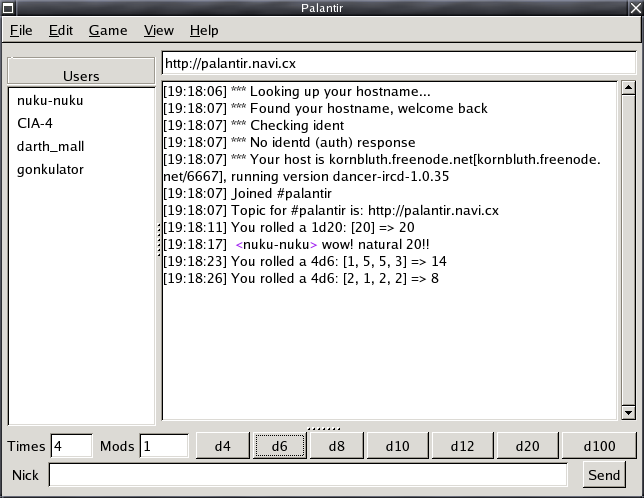 Palantir
File Edit Game View Help
Users
nuku-nuku
CIA-4
darth_mall
gonkulator
http://palantir.navi.cx
[19:18:06] *** Looking up your hostname...
[19:18:07] *** Found your hostname, welcome back
[19:18:07] *** Checking ident
[19:18:07] *** No identd (auth) response
[19:18:07] *** Your host is kornbluth.freenode.net[kornbluth.freenode.
net/6667], running version dancer-ircd-1.0.35
[19:18:07] Joined #palantir
[19:18:07] Topic for #palantir is: http://palantir.navi.cx
[19:18:11] You rolled a 1d20: [20] => 20
[19:18:17] <nuku-nuku> wow! natural 20!!
[19:18:23] You rolled a 4d6: [1, 5, 5, 3] => 14
[19:18:26] You rolled a 4d6: [2, 1, 2, 2] => 8
Times 4 Mods 1 d4 d6 d8 d10 d12 d20 d100
Nick Send